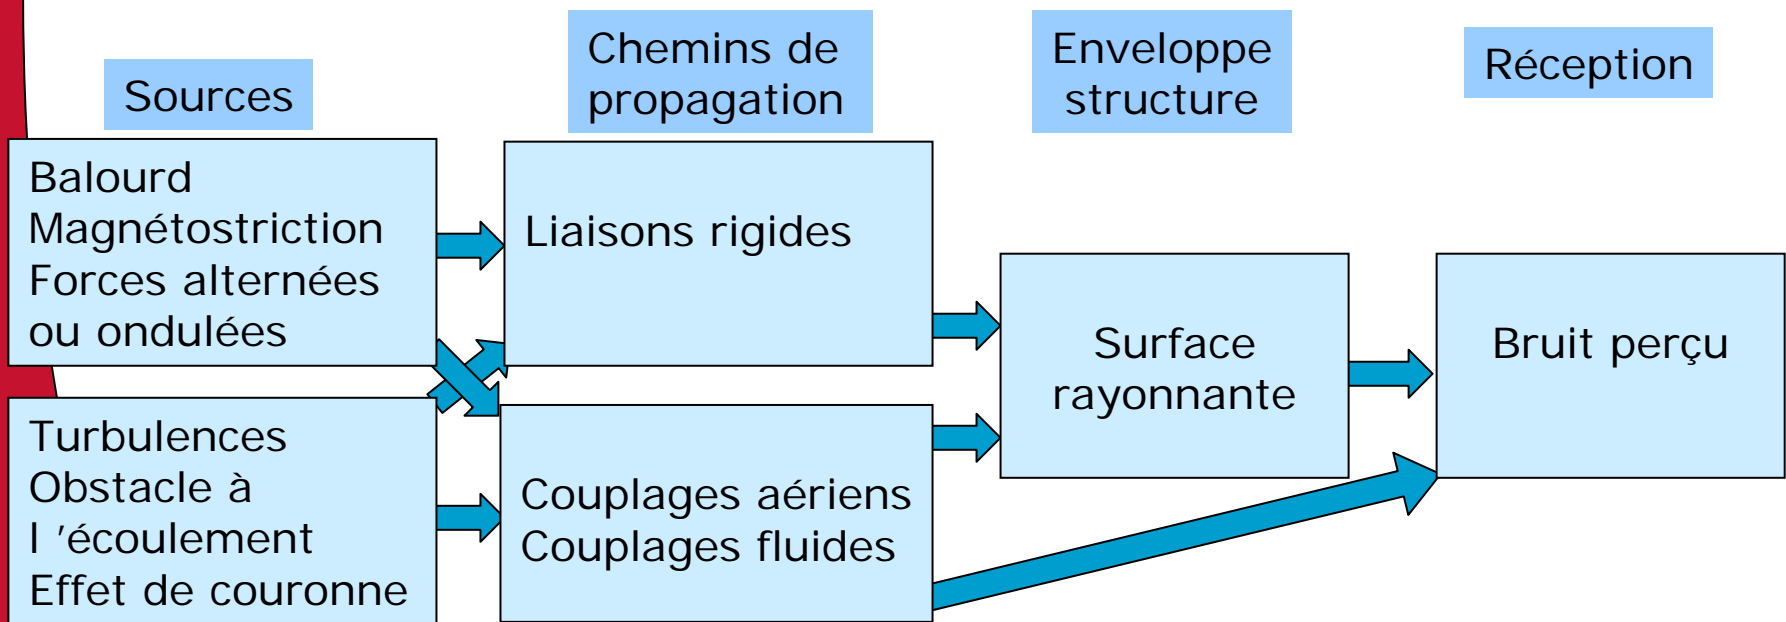 Sources
Chemins de
propagation
Enveloppe
structure
Réception
Balourd
Magnétostriction
Forces alternées
ou ondulées
Turbulences
Obstacle à
l ’écoulement
Effet de couronne
Liaisons rigides
Couplages aériens
Couplages fluides
Surface
rayonnante
Bruit perçu